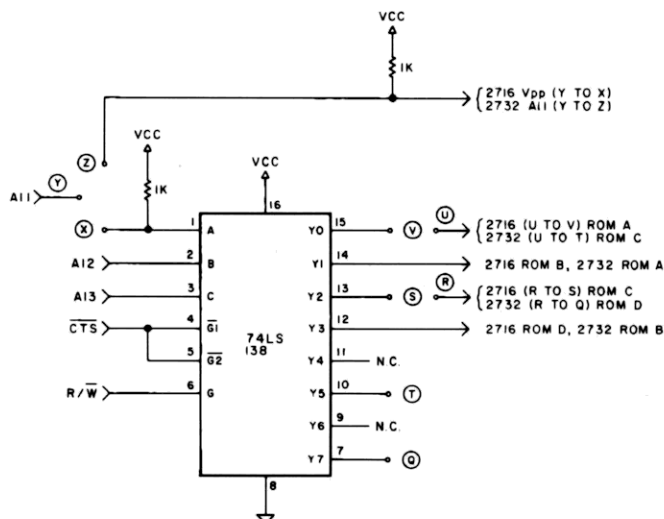 VCC
1K
2716 Vpp (Y TO X)
2732 A11 (Y TO Z)
Z
VCC
VCC
Y
1K
A11
16
X
1
A
Y0
15
V
U
2716 (U TO V) ROM A
2732 (U TO T) ROM C
A12
2
B
Y1
14
2716 ROM B, 2732 ROM A
A13
3
C
Y2
13
S
R
2716 (R TO S) ROM C
2732 (R TO Q) ROM D
C̅T̅S̅
4
G̅1̅
74LS
138
Y3
12
2716 ROM D, 2732 ROM B
5
G̅2̅
Y4
11
N.C.
R/W̅
6
G
Y5
10
T
Y6
9
N.C.
Y7
7
Q
8